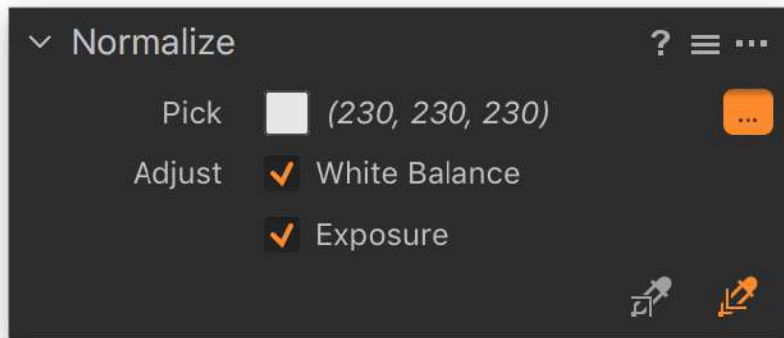 Normalize ? ...
Pick (230, 230, 230) ...
Adjust White Balance
Exposure